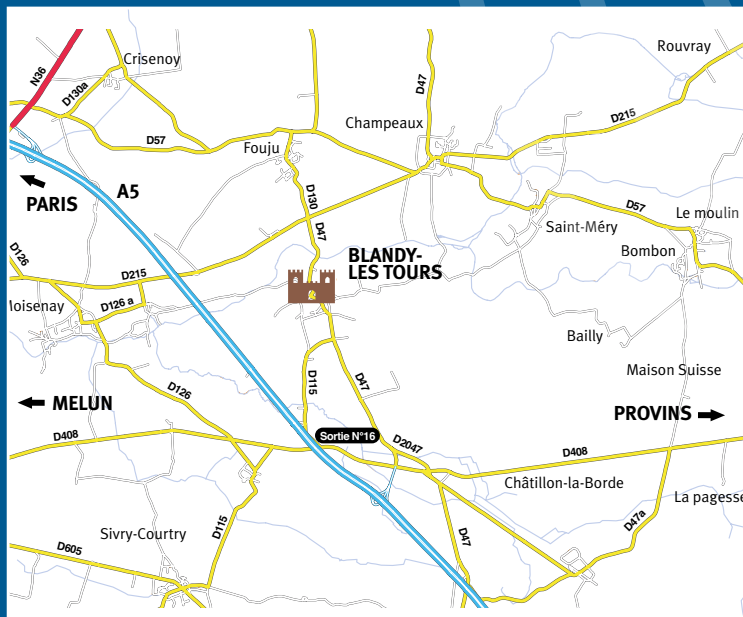 Crisenoy
Rouvray
N36
D130a
D47
D215
Champeaux
D57
Fouju
PARIS
A5
D130
D47
D57
Le moulin
Saint-Méry
Bombon
D126
BLANDY-
LES TOURS
D215
D126 a
Moisenay
Bailly
Maison Suisse
D115
D47
D126
MELUN
PROVINS
D408
Sortie N°16
D2047
D408
Châtillon-la-Borde
La pagesse
D47a
D115
D47
Sivry-Courtry
D605